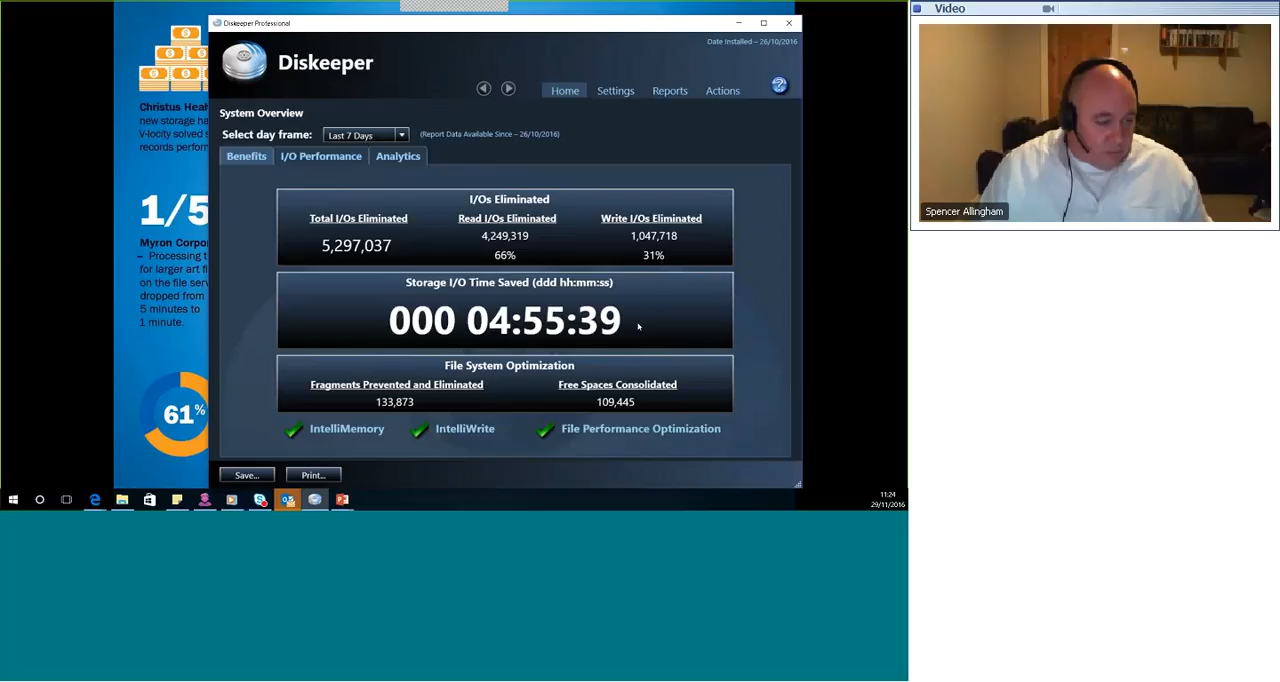 Diskeeper Professional
Date Installed – 26/10/2016
Diskeeper
Home Settings Reports Actions
System Overview
Select day frame: Last 7 Days (Report Data Available Since – 26/10/2016)
Benefits I/O Performance Analytics
I/Os Eliminated
Total I/Os Eliminated Read I/Os Eliminated Write I/Os Eliminated
5,297,037 4,249,319 1,047,718
66% 31%
Storage I/O Time Saved (ddd hh:mm:ss)
000 04:55:39
File System Optimization
Fragments Prevented and Eliminated Free Spaces Consolidated
133,873 109,445
IntelliMemory IntelliWrite File Performance Optimization
Save... Print...
Christus Heal
new storage ha
V-locity solved s
records perform
1/5
Myron Corpor
– Processing t
for larger art fi
on the file serv
dropped from
5 minutes to
1 minute.
61%
11:24
29/11/2016
Video
Spencer Allingham